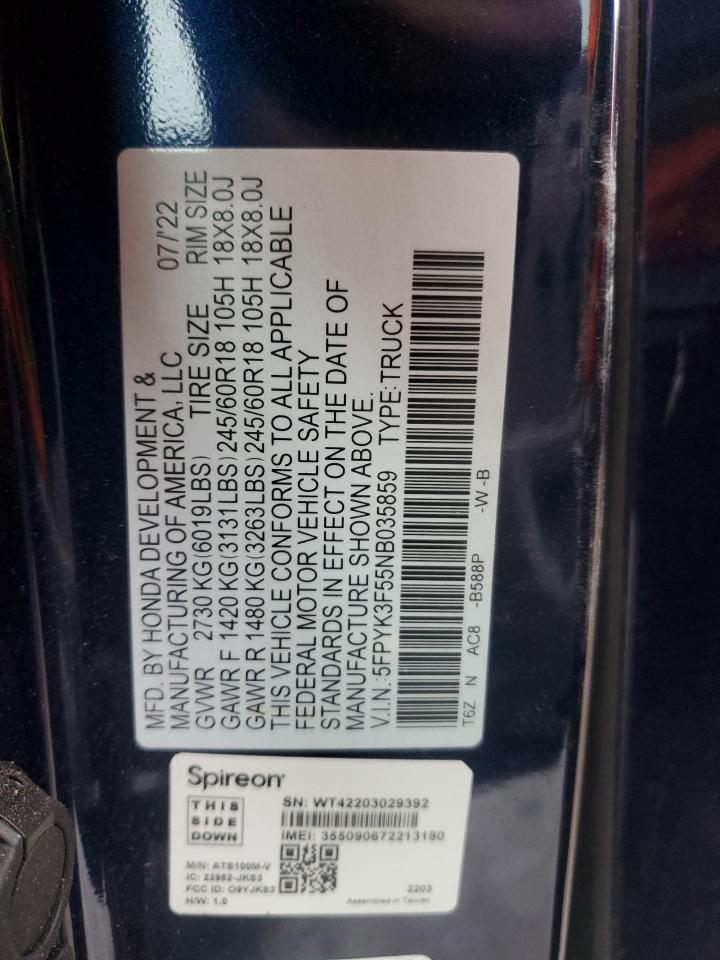 MFD. BY HONDA DEVELOPMENT & 07/'22
MANUFACTURING OF AMERICA, LLC
GVWR 2730 KG(6019LBS) TIRE SIZE RIM SIZE
GAWR F 1420 KG(3131LBS) 245/60R18 105H 18X8.0J
GAWR R 1480 KG(3263LBS) 245/60R18 105H 18X8.0J
THIS VEHICLE CONFORMS TO ALL APPLICABLE
FEDERAL MOTOR VEHICLE SAFETY
STANDARDS IN EFFECT ON THE DATE OF
MANUFACTURE SHOWN ABOVE.
V.I.N.:5FPYK3F55NB035859 TYPE:TRUCK
T6Z N AC8 -B588P -W -B
Spireon
THIS
SIDE
DOWN
SN: WT42203029392
IMEI: 355090672213180
M/N: ATS100M-V
IC: 22952-JKS3
FCC ID: O9YJKS3
H/W: 1.0
2203
Assembled in Taiwan